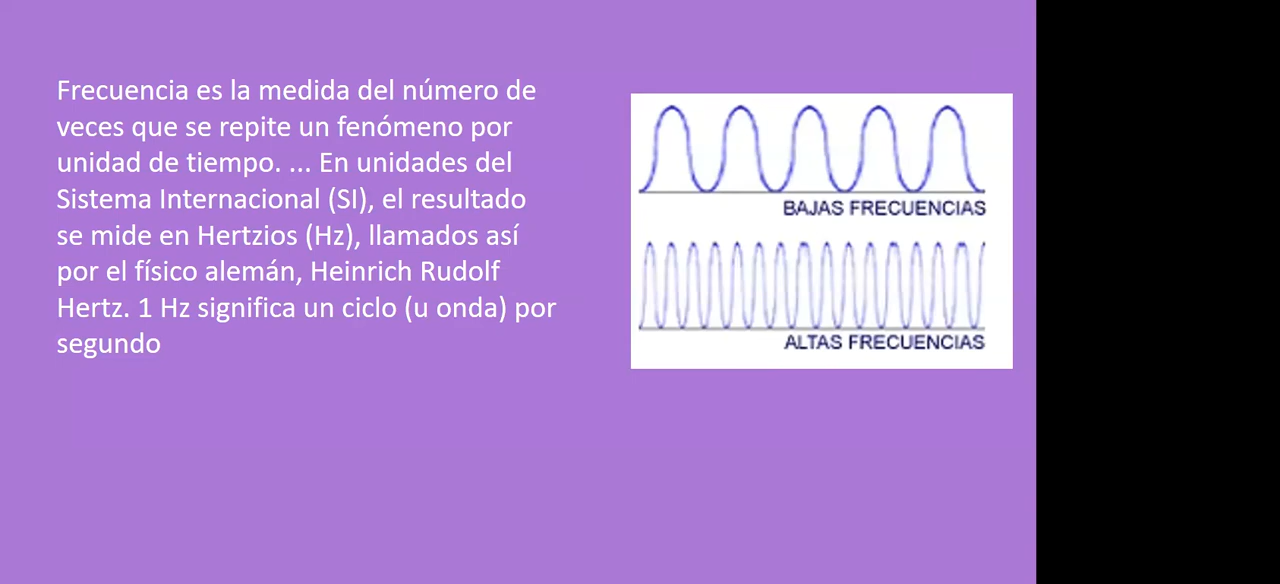 Frecuencia es la medida del número de
veces que se repite un fenómeno por
unidad de tiempo. ... En unidades del
Sistema Internacional (SI), el resultado
se mide en Hertzios (Hz), llamados así
por el físico alemán, Heinrich Rudolf
Hertz. 1 Hz significa un ciclo (u onda) por
segundo
BAJAS FRECUENCIAS
ALTAS FRECUENCIAS